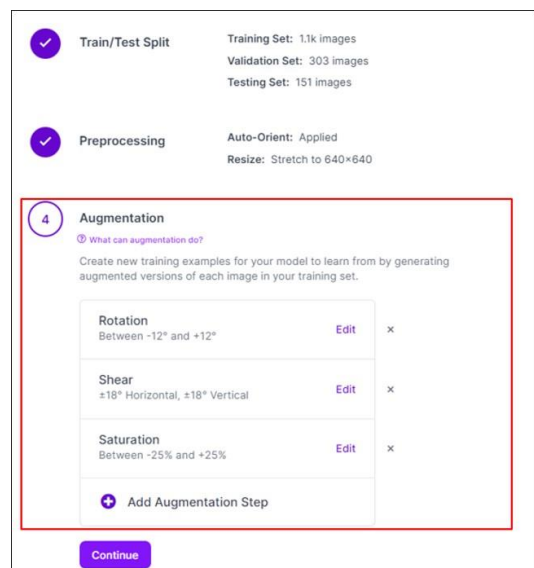 Train/Test Split
Training Set: 1.1k images
Validation Set: 303 images
Testing Set: 151 images
Preprocessing
Auto-Orient: Applied
Resize: Stretch to 640×640
4
Augmentation
What can augmentation do?
Create new training examples for your model to learn from by generating
augmented versions of each image in your training set.
Rotation
Between -12° and +12°
Edit ×
Shear
±18° Horizontal, ±18° Vertical
Edit ×
Saturation
Between -25% and +25%
Edit ×
Add Augmentation Step
Continue